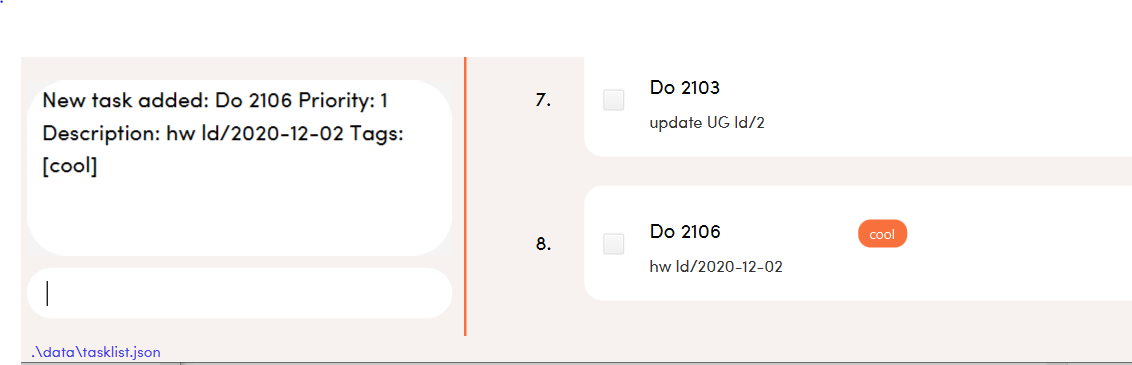 New task added: Do 2106 Priority: 1
Description: hw ld/2020-12-02 Tags:
[cool]
.\data\tasklist.json
7.
Do 2103
update UG ld/2
8.
Do 2106
cool
hw ld/2020-12-02